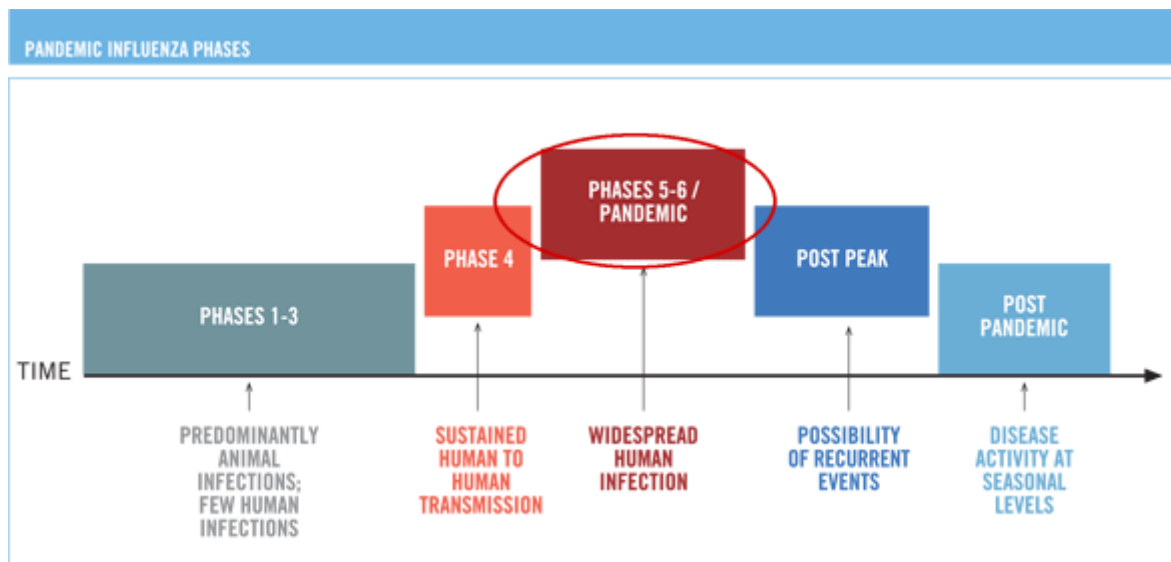 PANDEMIC INFLUENZA PHASES
PHASES 5-6 /
PANDEMIC
PHASE 4
POST PEAK
PHASES 1-3
POST
PANDEMIC
TIME
PREDOMINANTLY
ANIMAL
INFECTIONS;
FEW HUMAN
INFECTIONS
SUSTAINED
HUMAN TO
HUMAN
TRANSMISSION
WIDESPREAD
HUMAN
INFECTION
POSSIBILITY
OF RECURRENT
EVENTS
DISEASE
ACTIVITY AT
SEASONAL
LEVELS